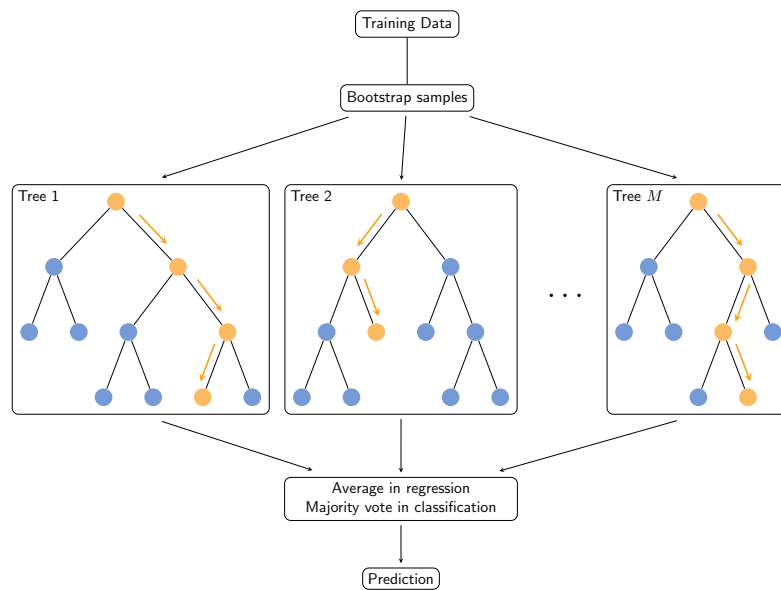 Training Data
Bootstrap samples
Tree 1
Tree 2
Tree M
. . .
Average in regression
Majority vote in classification
Prediction